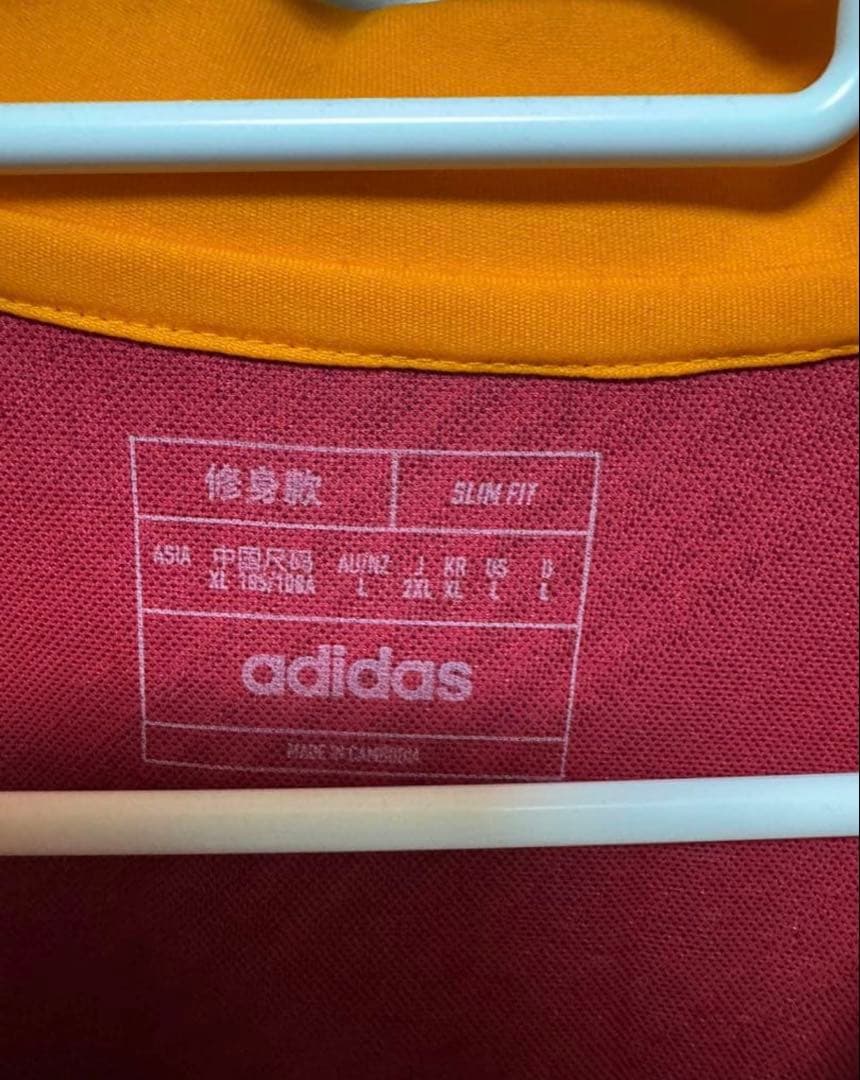 修身款 SLIM FIT
ASIA 中国尺码 AU/NZ J KR US D
XL 185/108A L 2XL XL L L
adidas
MADE IN CAMBODIA